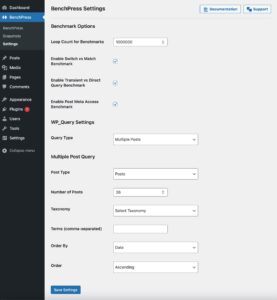 Dashboard
BenchPress
BenchPress
Snapshots
Settings
Posts
Media
Pages
Comments
Appearance
Plugins
Users
Tools
Settings
Collapse menu
BenchPress Settings
Documentation
Support
Benchmark Options
Loop Count for Benchmarks
1000000
Enable Switch vs Match
Benchmark
Enable Transient vs Direct
Query Benchmark
Enable Post Meta Access
Benchmark
WP_Query Settings
Query Type
Multiple Posts
Multiple Post Query
Post Type
Posts
Number of Posts
Taxonomy
Select Taxonomy
Terms (comma-separated)
Order By
Date
Order
Ascending
Save Settings